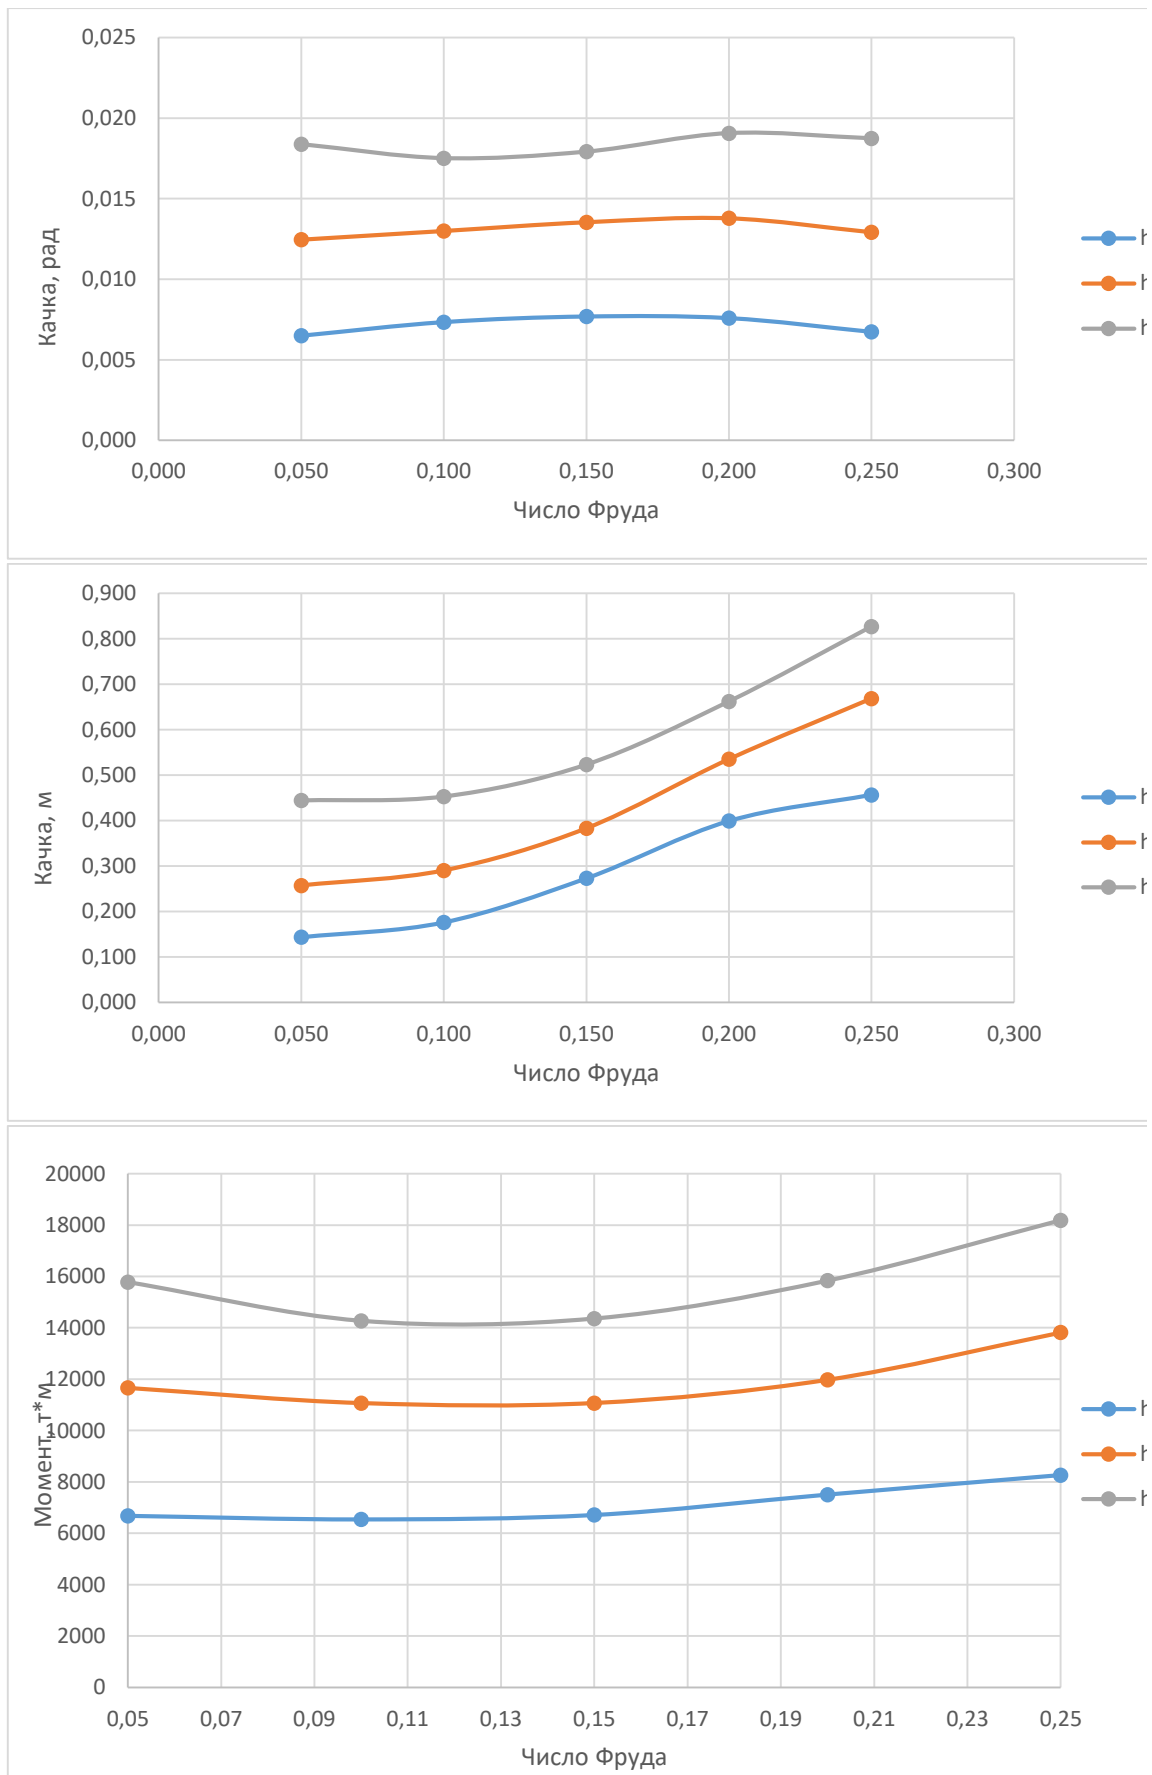 0,025
0,020
0,015
0,010
0,005
0,000
Качка, рад
0,000 0,050 0,100 0,150 0,200 0,250 0,300
Число Фруда
h
h
h
0,900
0,800
0,700
0,600
0,500
0,400
0,300
0,200
0,100
0,000
Качка, м
0,000 0,050 0,100 0,150 0,200 0,250 0,300
Число Фруда
h
h
h
20000
18000
16000
14000
12000
10000
8000
6000
4000
2000
0
Момент, т*м
0,05 0,07 0,09 0,11 0,13 0,15 0,17 0,19 0,21 0,23 0,25
Число Фруда
h
h
h